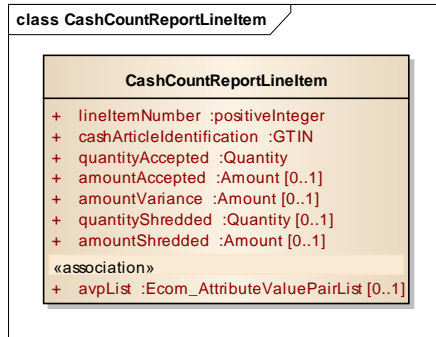 class CashCountReportLineItem
CashCountReportLineItem
+ lineItemNumber :positiveInteger
+ cashArticleIdentification :GTIN
+ quantityAccepted :Quantity
+ amountAccepted :Amount [0..1]
+ amountVariance :Amount [0..1]
+ quantityShredded :Quantity [0..1]
+ amountShredded :Amount [0..1]
«association»
+ avpList :Ecom_AttributeValuePairList [0..1]